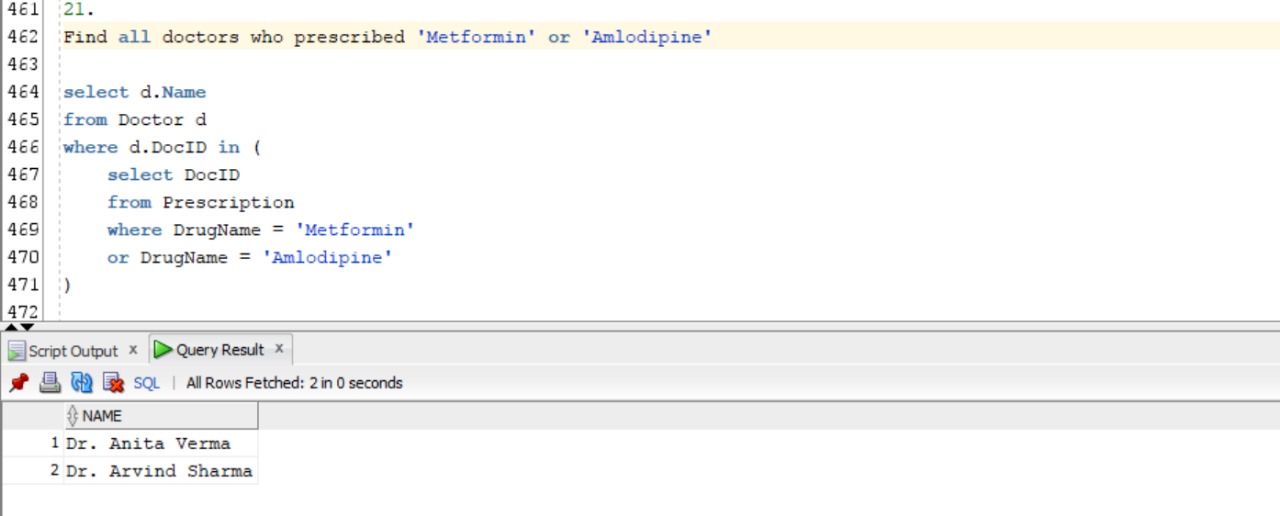 461 21.
462 Find all doctors who prescribed 'Metformin' or 'Amlodipine'
463
464 select d.Name
465 from Doctor d
466 where d.DocID in (
467 select DocID
468 from Prescription
469 where DrugName = 'Metformin'
470 or DrugName = 'Amlodipine'
471 )
472
Script Output x Query Result x
SQL | All Rows Fetched: 2 in 0 seconds
NAME
1 Dr. Anita Verma
2 Dr. Arvind Sharma